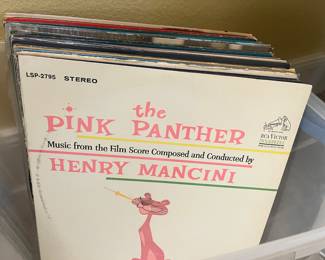 LSP-2795 STEREO
the
PINK PANTHER
RCA VICTOR
Music from the Film Score Composed and Conducted by
HENRY MANCINI